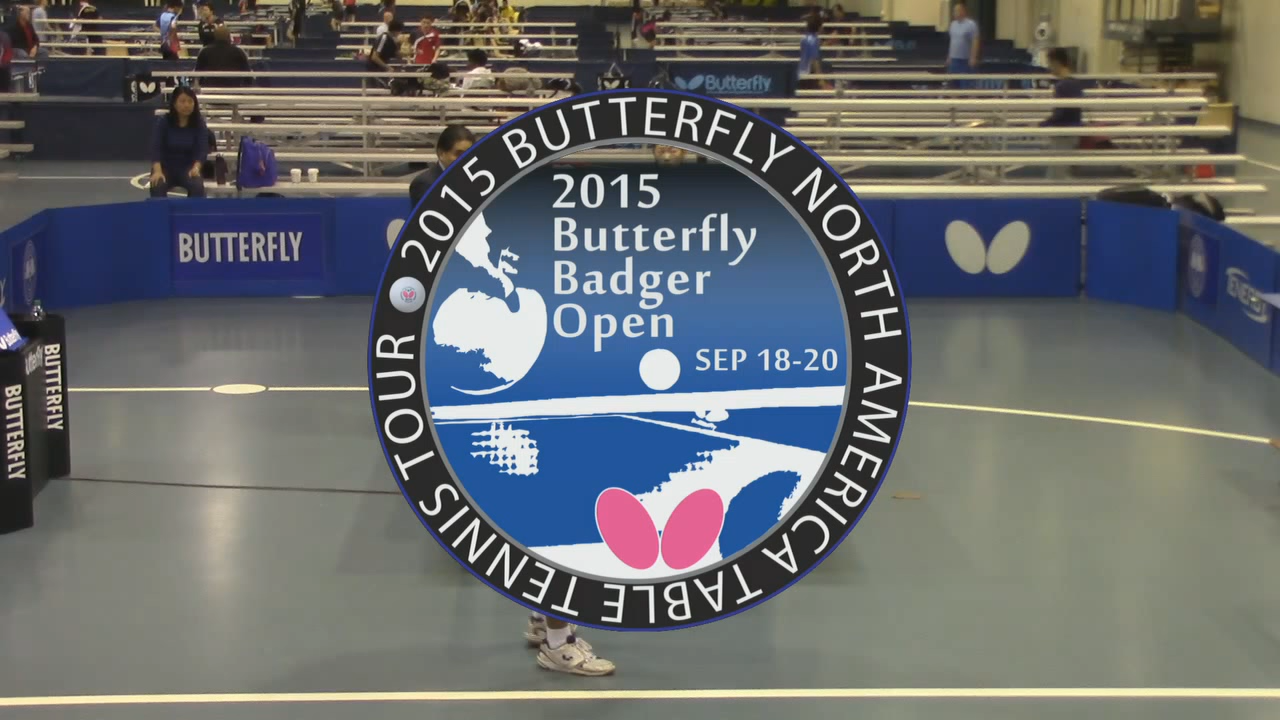 Butterfly
2015 BUTTERFLY NORTH AMERICA TABLE TENNIS TOUR
2015
Butterfly
Badger
Open
SEP 18-20
BUTTERFLY
BUTTERFLY
BUTTERFLY